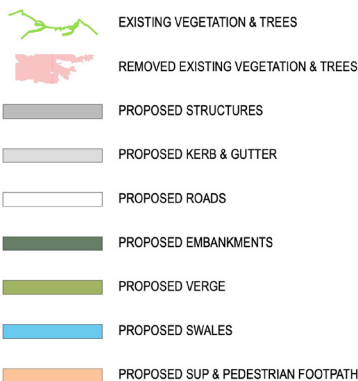 EXISTING VEGETATION & TREES
REMOVED EXISTING VEGETATION & TREES
PROPOSED STRUCTURES
PROPOSED KERB & GUTTER
PROPOSED ROADS
PROPOSED EMBANKMENTS
PROPOSED VERGE
PROPOSED SWALES
PROPOSED SUP & PEDESTRIAN FOOTPATH